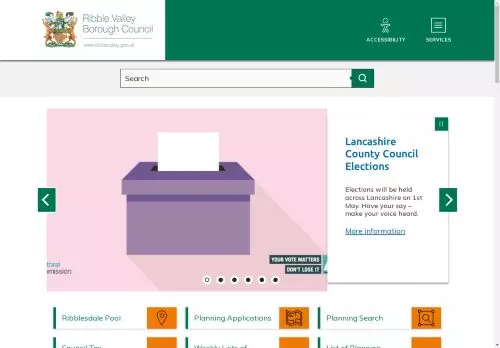 Ribble Valley
Borough Council
www.ribblevalley.gov.uk
ACCESSIBILITY
SERVICES
Search
Lancashire
County Council
Elections
Elections will be held
across Lancashire on 1st
May. Have your say –
make your voice heard.
More information
YOUR VOTE MATTERS
DON'T LOSE IT
toral
mmission
Ribblesdale Pool
Planning Applications
Planning Search
Council Tax
Weekly Lists of
List of Planning